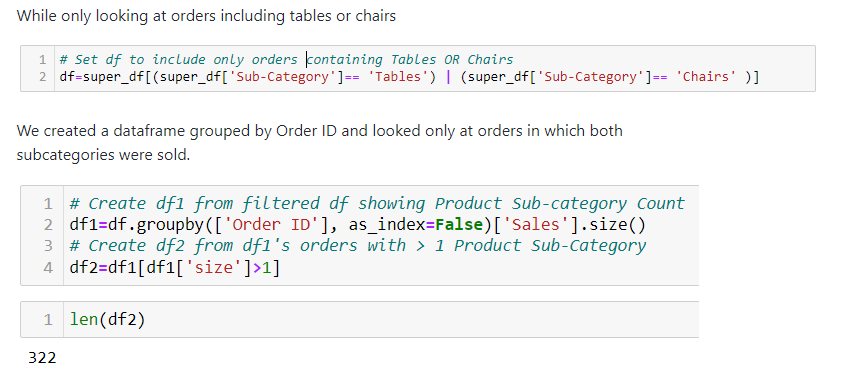 While only looking at orders including tables or chairs
1 # Set df to include only orders containing Tables OR Chairs
2 df=super_df[(super_df['Sub-Category']== 'Tables') | (super_df['Sub-Category']== 'Chairs' )]
We created a dataframe grouped by Order ID and looked only at orders in which both
subcategories were sold.
1 # Create df1 from filtered df showing Product Sub-category Count
2 df1=df.groupby(['Order ID'], as_index=False)['Sales'].size()
3 # Create df2 from df1's orders with > 1 Product Sub-Category
4 df2=df1[df1['size']>1]
1 len(df2)
322